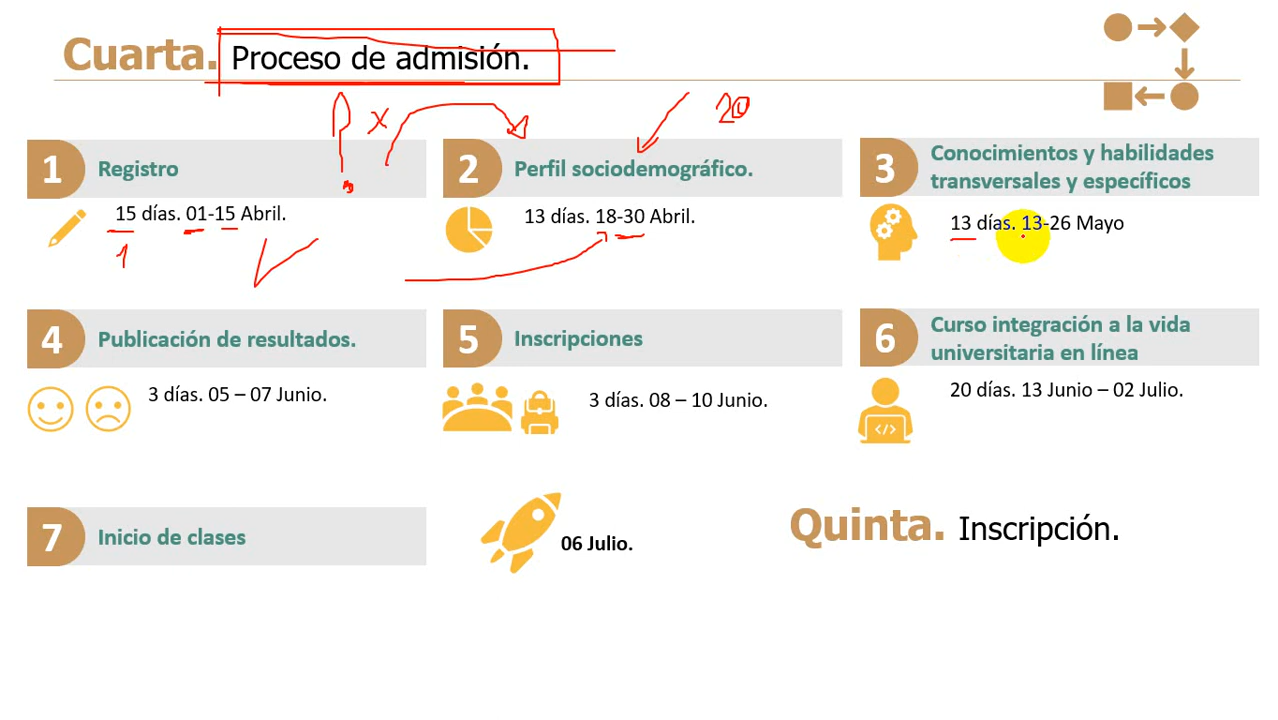 Cuarta. Proceso de admisión.
20
P x
1 Registro
15 días. 01-15 Abril.
1
2 Perfil sociodemográfico.
13 días. 18-30 Abril.
3 Conocimientos y habilidades
transversales y específicos
13 días. 13-26 Mayo
4 Publicación de resultados.
3 días. 05 – 07 Junio.
5 Inscripciones
3 días. 08 – 10 Junio.
6 Curso integración a la vida
universitaria en línea
20 días. 13 Junio – 02 Julio.
</>
7 Inicio de clases
06 Julio.
Quinta. Inscripción.